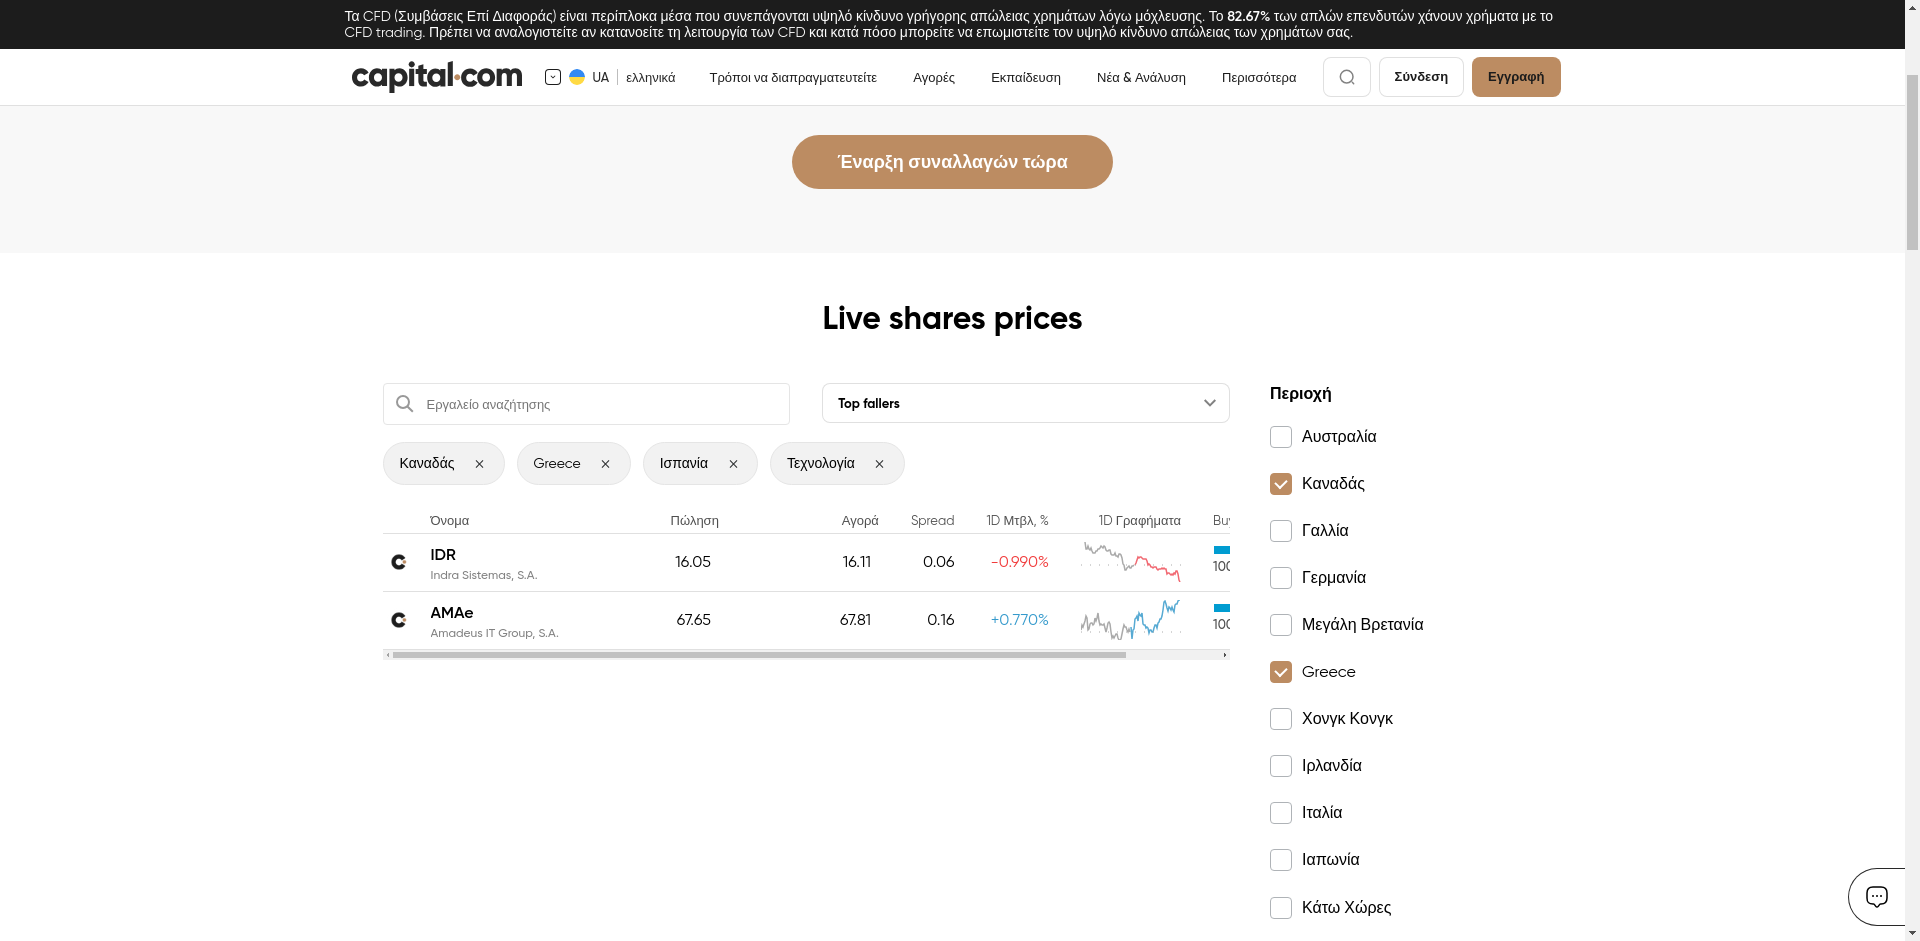 Τα CFD (Συμβάσεις Επί Διαφοράς) είναι περίπλοκα μέσα που συνεπάγονται υψηλό κίνδυνο γρήγορης απώλειας χρημάτων λόγω μόχλευσης. Το 82.67% των απλών επενδυτών χάνουν χρήματα με το
CFD trading. Πρέπει να αναλογιστείτε αν κατανοείτε τη λειτουργία των CFD και κατά πόσο μπορείτε να επωμιστείτε τον υψηλό κίνδυνο απώλειας των χρημάτων σας.
capital.com UA ελληνικά Τρόποι να διαπραγματευτείτε Αγορές Εκπαίδευση Νέα & Ανάλυση Περισσότερα Σύνδεση Εγγραφή
Έναρξη συναλλαγών τώρα
Live shares prices
Εργαλείο αναζήτησης
Top fallers
Καναδάς Greece Ισπανία Τεχνολογία
Όνομα Πώληση Αγορά Spread 1D Μτβλ, % 1D Γραφήματα
IDR 16.05 16.11 0.06 -0.990%
Indra Sistemas, S.A.
AMAe 67.65 67.81 0.16 +0.770%
Amadeus IT Group, S.A.
Περιοχή
Αυστραλία
Καναδάς
Γαλλία
Γερμανία
Μεγάλη Βρετανία
Greece
Χονγκ Κονγκ
Ιρλανδία
Ιταλία
Ιαπωνία
Κάτω Χώρες